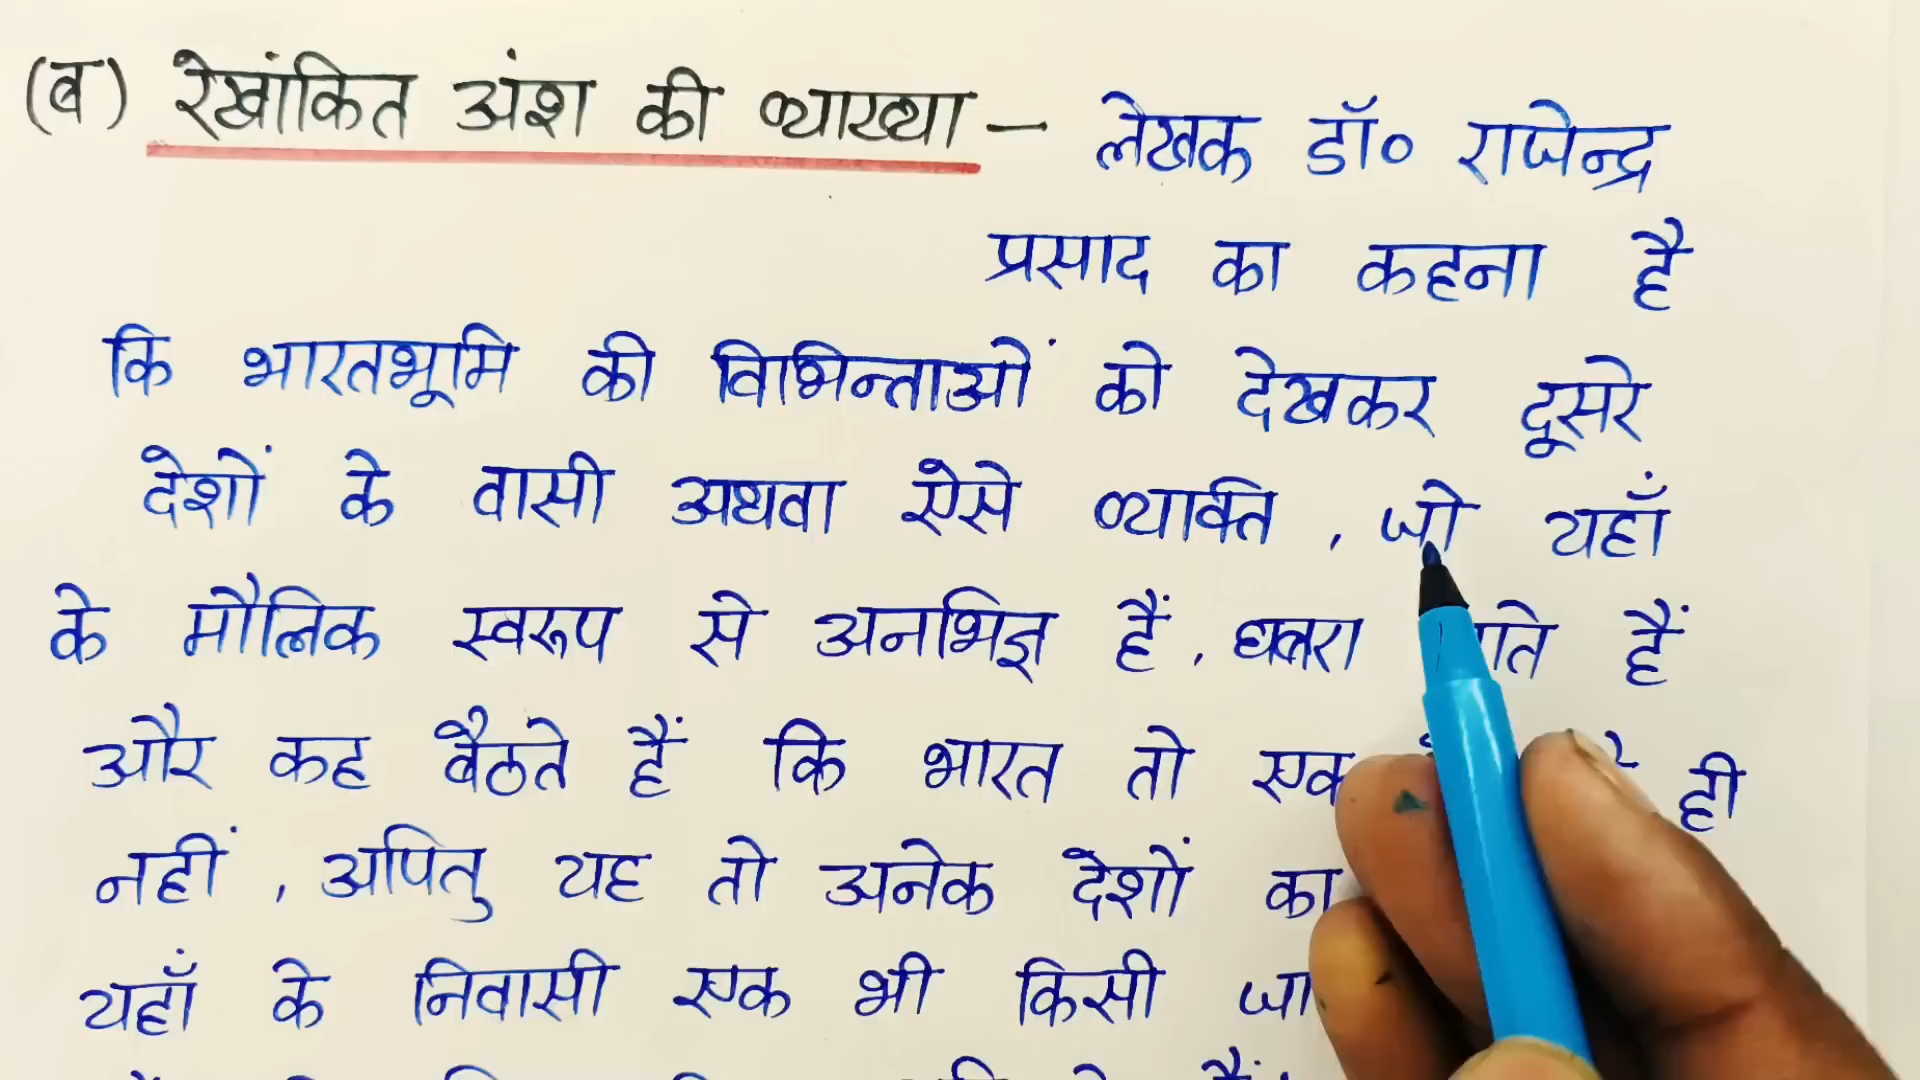 (ब) रेखांकित अंश की व्याख्या — लेखक डॉ० राजेन्द्र
प्रसाद का कहना है
कि भारतभूमि की विभिन्ताओं को देखकर दूसरे
देशों के वासी अथवा ऐसे व्यक्ति, जो यहाँ
के मौलिक स्वरूप से अनभिज्ञ हैं, घबरा हैं
और कह बैठते हैं कि भारत तो एक ही
नहीं, अपितु यह तो अनेक देशों का
यहाँ के निवासी एक भी किसी